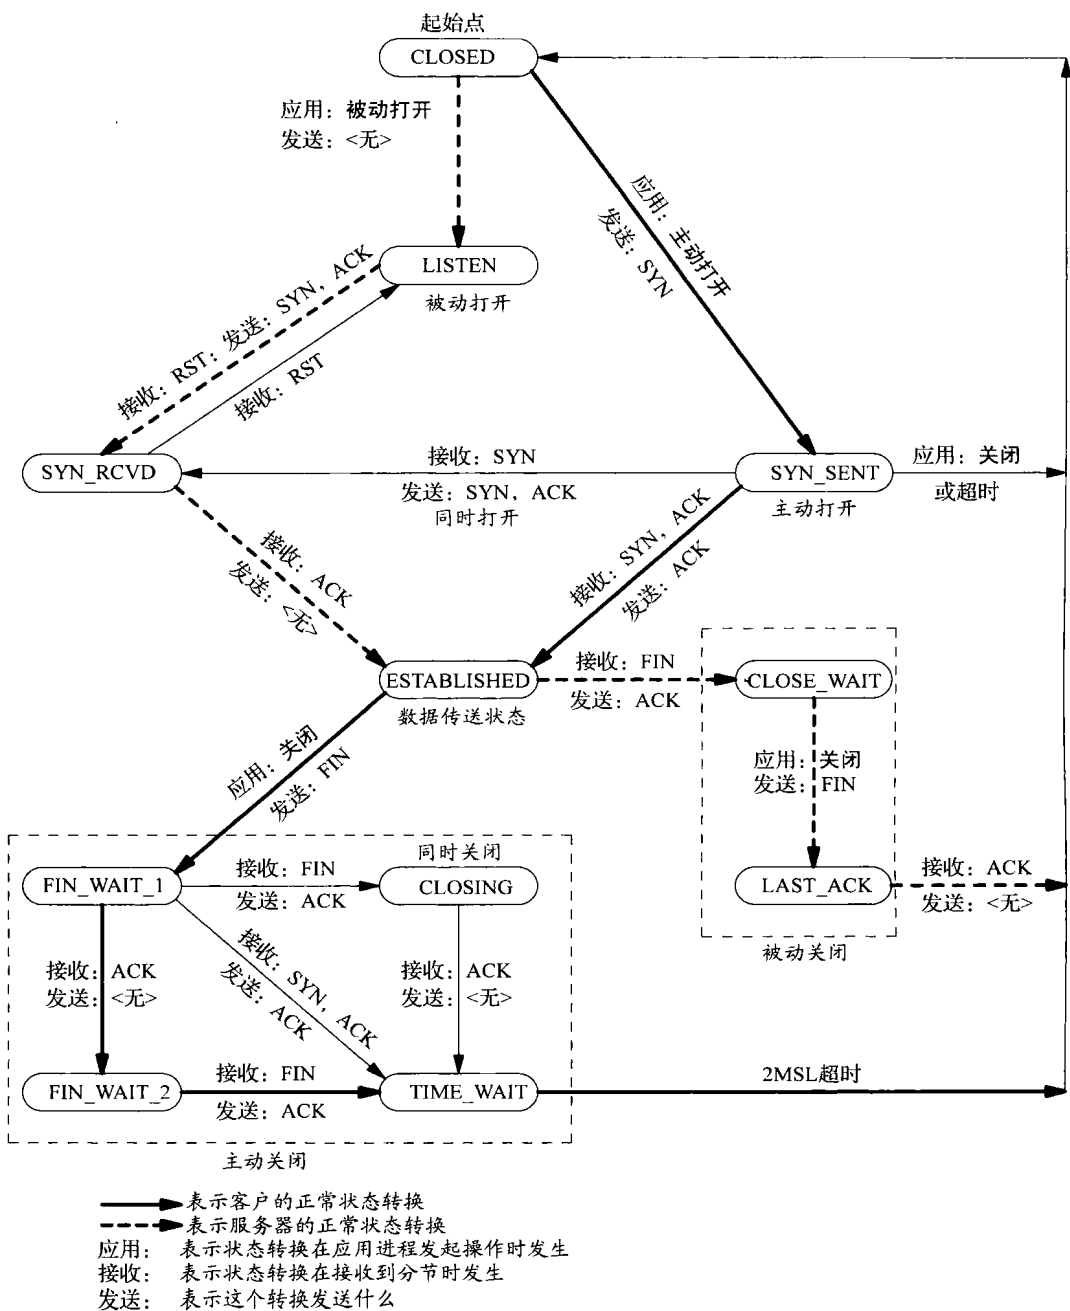 起始点
CLOSED
应用：被动打开
发送：<无>
应用：主动打开
发送：SYN
LISTEN
被动打开
接收：RST；发送：SYN，ACK
接收：RST
SYN_RCVD
接收：SYN
发送：SYN，ACK
同时打开
SYN_SENT
主动打开
应用：关闭
或超时
接收：ACK
发送：<无>
接收：SYN，ACK
发送：ACK
ESTABLISHED
数据传送状态
接收：FIN
发送：ACK
CLOSE_WAIT
应用：关闭
发送：FIN
应用：关闭
发送：FIN
LAST_ACK
接收：ACK
发送：<无>
被动关闭
同时关闭
FIN_WAIT_1
接收：FIN
发送：ACK
CLOSING
接收：ACK
发送：<无>
接收：SYN，ACK
发送：ACK
接收：ACK
发送：<无>
FIN_WAIT_2
接收：FIN
发送：ACK
TIME_WAIT
2MSL超时
主动关闭
表示客户的正常状态转换
表示服务器的正常状态转换
应用： 表示状态转换在应用进程发起操作时发生
接收： 表示状态转换在接收到分节时发生
发送： 表示这个转换发送什么